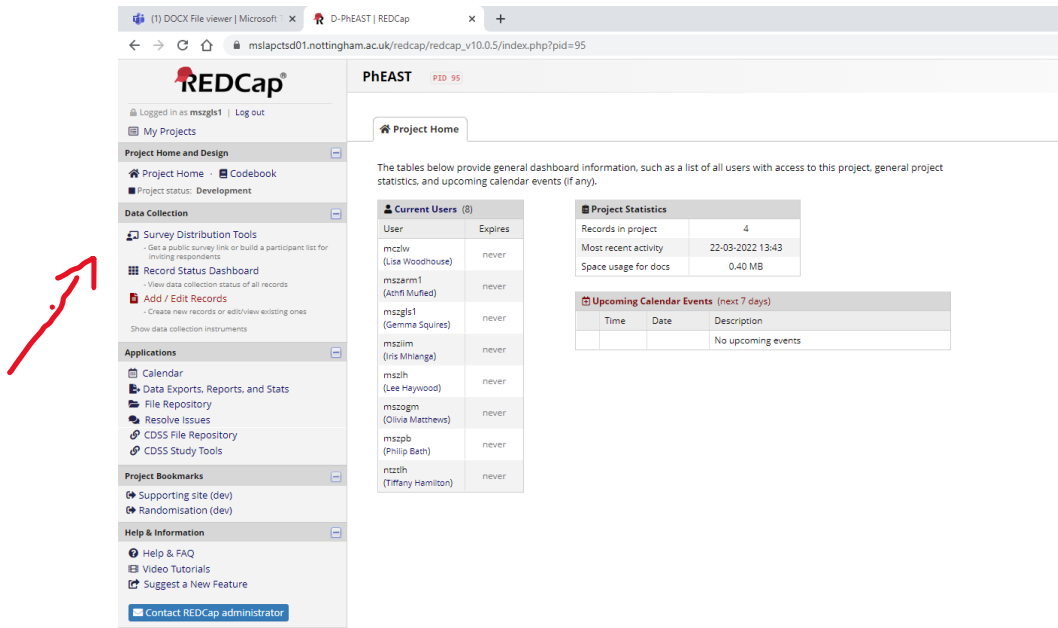 (1) DOCX File viewer | Microsoft T
D-PhEAST | REDCap
mslapctsd01.nottingham.ac.uk/redcap/redcap_v10.0.5/index.php?pid=95
REDCap®
Logged in as mszgls1 | Log out
My Projects
Project Home and Design
Project Home · Codebook
Project status: Development
Data Collection
Survey Distribution Tools
- Get a public survey link or build a participant list for
inviting respondents
Record Status Dashboard
- View data collection status of all records
Add / Edit Records
- Create new records or edit/view existing ones
Show data collection instruments
Applications
Calendar
Data Exports, Reports, and Stats
File Repository
Resolve Issues
CDSS File Repository
CDSS Study Tools
Project Bookmarks
Supporting site (dev)
Randomisation (dev)
Help & Information
Help & FAQ
Video Tutorials
Suggest a New Feature
Contact REDCap administrator
PhEAST PID 95
Project Home
The tables below provide general dashboard information, such as a list of all users with access to this project, general project
statistics, and upcoming calendar events (if any).
Current Users (8)
User Expires
mczlw
(Lisa Woodhouse) never
mszarm1
(Athfi Mufied) never
mszgls1
(Gemma Squires) never
msziim
(Iris Mhlanga) never
mszlh
(Lee Haywood) never
mszogm
(Olivia Matthews) never
mszpb
(Philip Bath) never
ntztlh
(Tiffany Hamilton) never
Project Statistics
Records in project 4
Most recent activity 22-03-2022 13:43
Space usage for docs 0.40 MB
Upcoming Calendar Events (next 7 days)
Time Date Description
No upcoming events